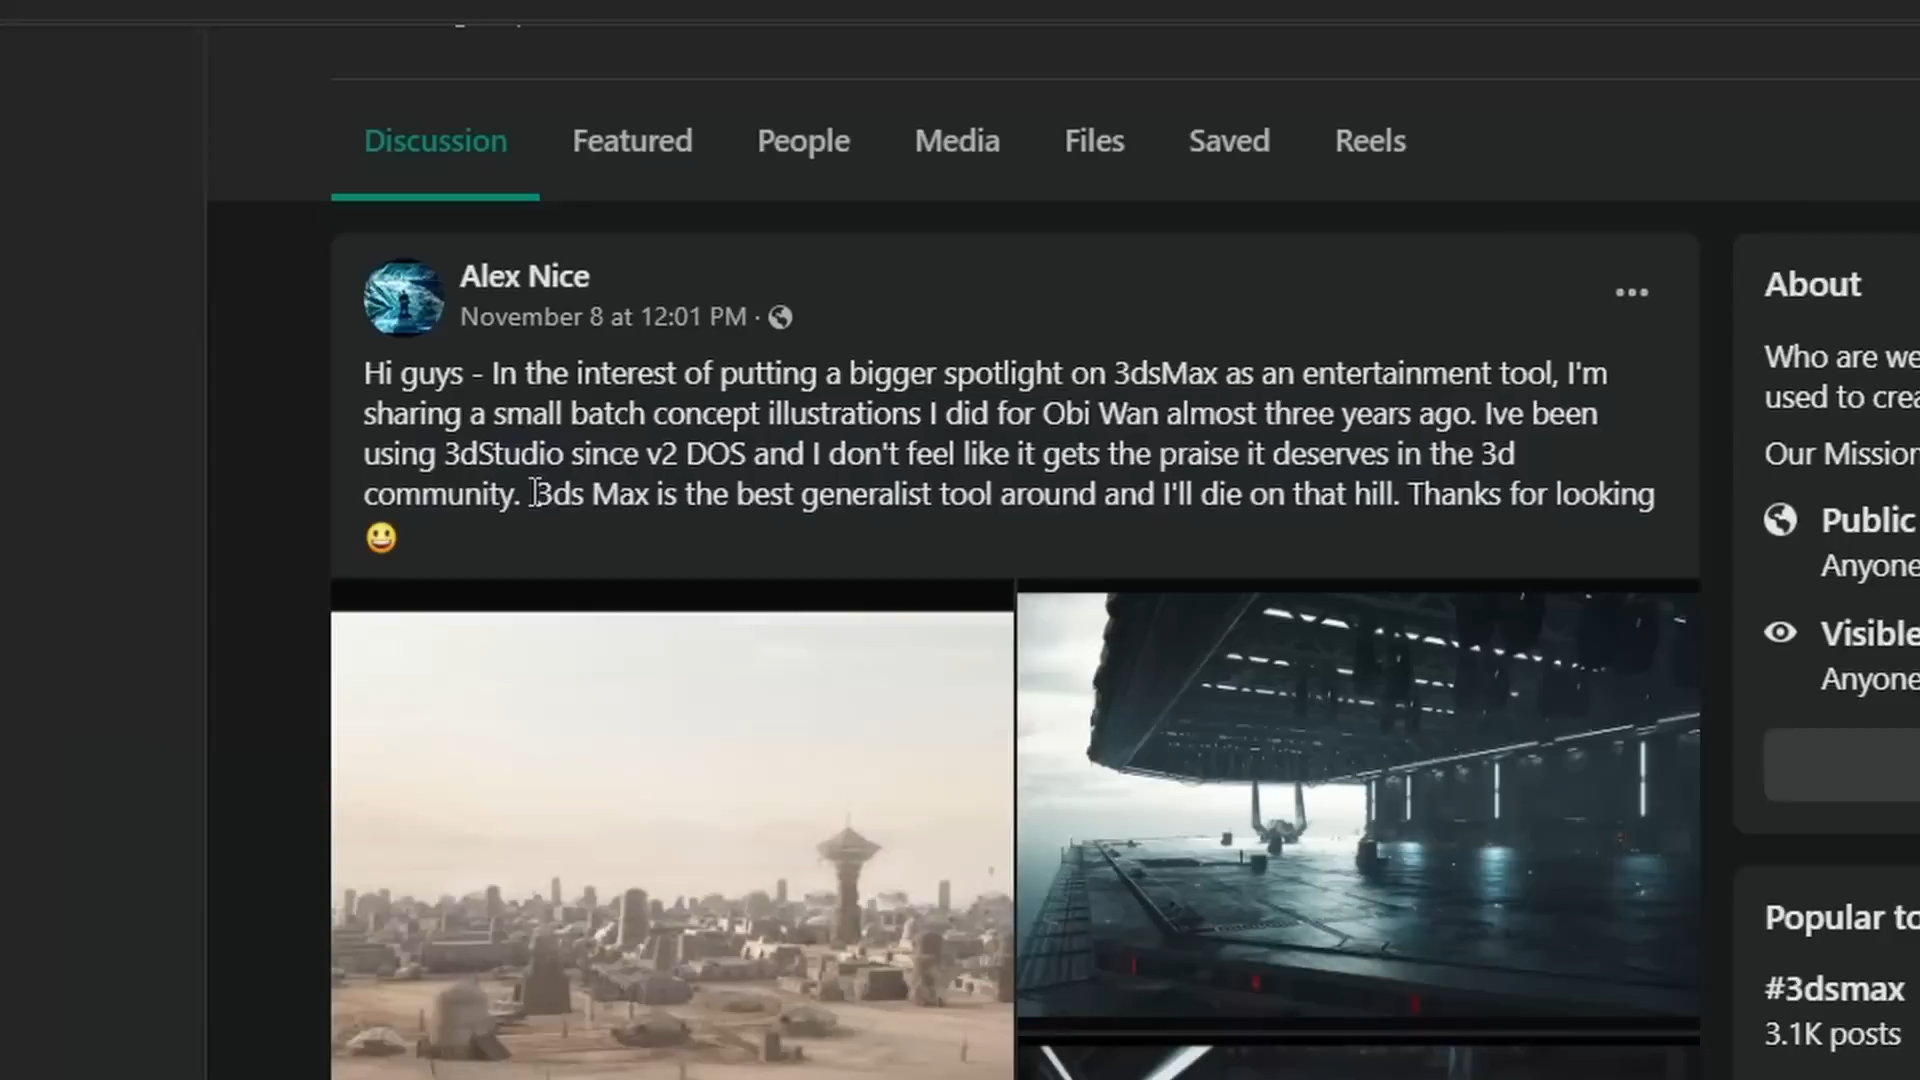 Discussion Featured People Media Files Saved Reels
Alex Nice
November 8 at 12:01 PM ·
Hi guys - In the interest of putting a bigger spotlight on 3dsMax as an entertainment tool, I'm
sharing a small batch concept illustrations I did for Obi Wan almost three years ago. Ive been
using 3dStudio since v2 DOS and I don't feel like it gets the praise it deserves in the 3d
community. 3ds Max is the best generalist tool around and I'll die on that hill. Thanks for looking
😀
About
Who are we
used to
Our Mission
Public
Anyone
Visible
Anyone
Popular
#3dsmax
3.1K posts